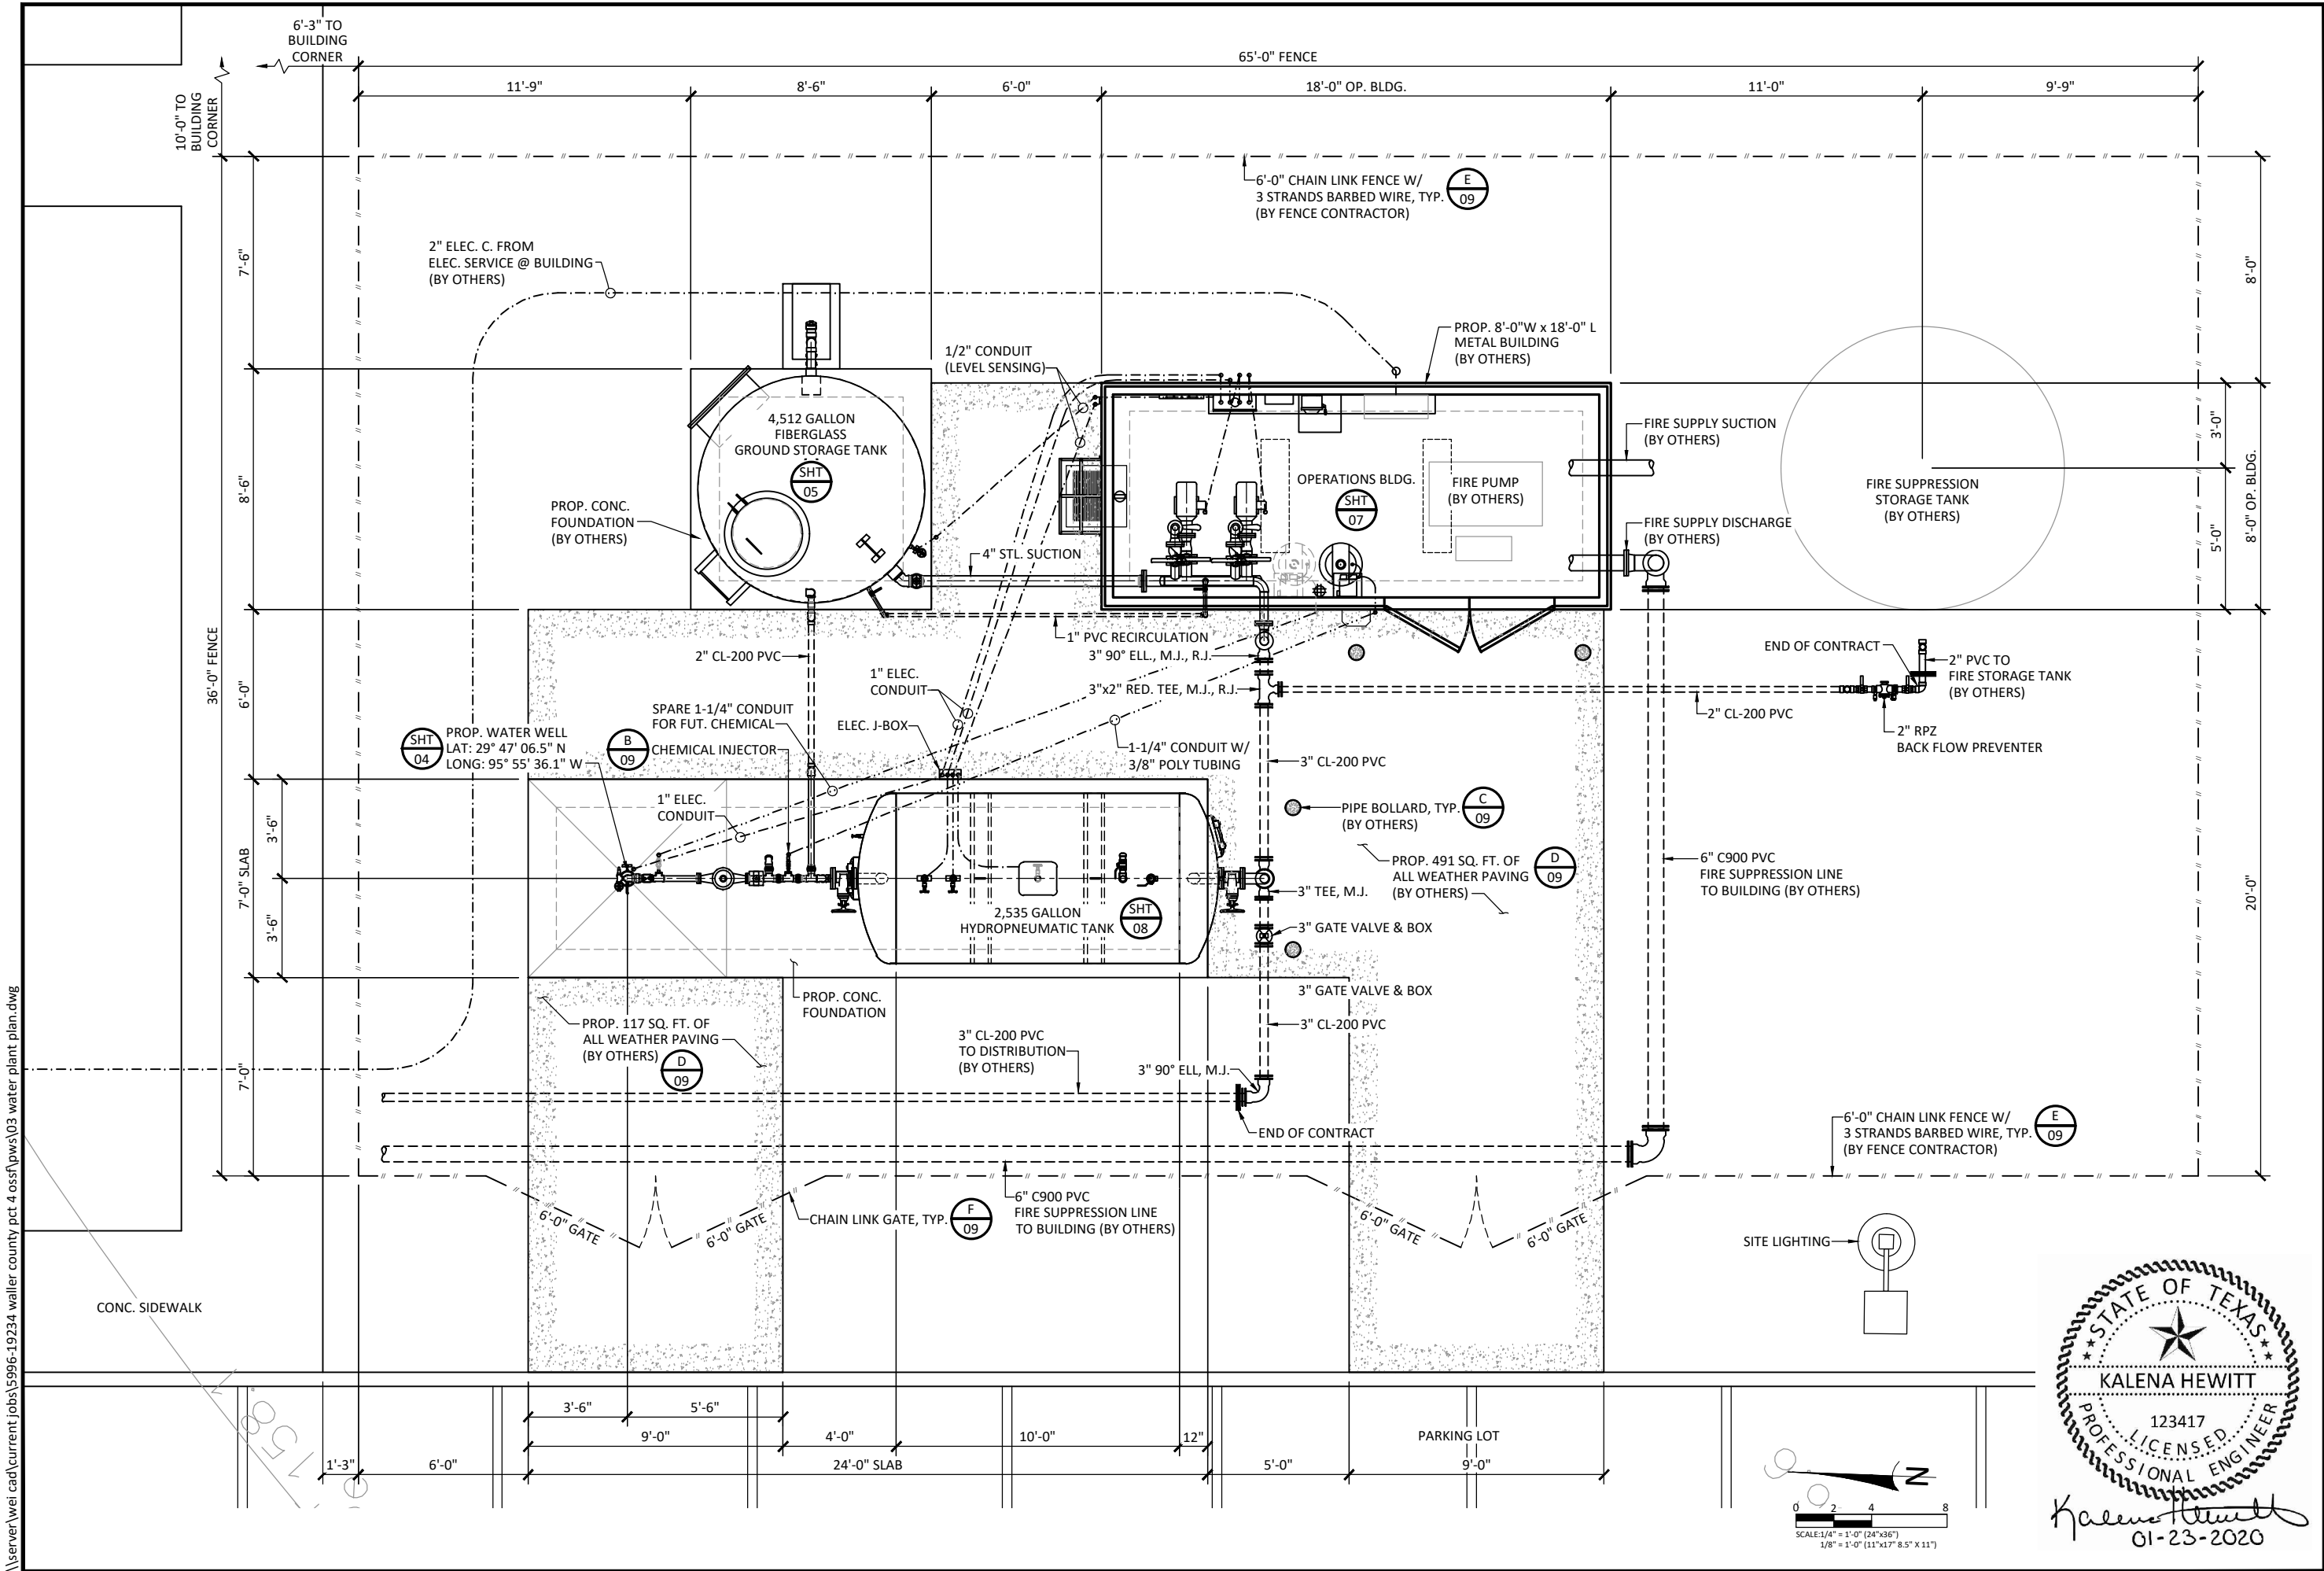 6'-3" TO
BUILDING
CORNER
10'-0" TO
BUILDING
CORNER
65'-0" FENCE
11'-9"
8'-6"
6'-0"
18'-0" OP. BLDG.
11'-0"
9'-9"
6'-0" CHAIN LINK FENCE W/
3 STRANDS BARBED WIRE, TYP.
(BY FENCE CONTRACTOR)
E
09
2" ELEC. C. FROM
ELEC. SERVICE @ BUILDING
(BY OTHERS)
7'-6"
8'-0"
1/2" CONDUIT
(LEVEL SENSING)
PROP. 8'-0"W x 18'-0" L
METAL BUILDING
(BY OTHERS)
4,512 GALLON
FIBERGLASS
GROUND STORAGE TANK
SHT
05
PROP. CONC.
FOUNDATION
(BY OTHERS)
8'-6"
4" STL. SUCTION
OPERATIONS BLDG.
SHT
07
FIRE PUMP
(BY OTHERS)
FIRE SUPPLY SUCTION
(BY OTHERS)
FIRE SUPPLY DISCHARGE
(BY OTHERS)
FIRE SUPPRESSION
STORAGE TANK
(BY OTHERS)
3'-0"
5'-0"
8'-0" OP. BLDG.
36'-0" FENCE
6'-0"
2" CL-200 PVC
1" PVC RECIRCULATION
3" 90° ELL., M.J., R.J.
3"x2" RED. TEE, M.J., R.J.
1" ELEC.
CONDUIT
ELEC. J-BOX
SPARE 1-1/4" CONDUIT
FOR FUT. CHEMICAL
B
09
CHEMICAL INJECTOR
SHT
04
PROP. WATER WELL
LAT: 29° 47' 06.5" N
LONG: 95° 55' 36.1" W
1-1/4" CONDUIT W/
3/8" POLY TUBING
3" CL-200 PVC
END OF CONTRACT
2" PVC TO
FIRE STORAGE TANK
(BY OTHERS)
2" CL-200 PVC
2" RPZ
BACK FLOW PREVENTER
1" ELEC.
CONDUIT
3'-6"
7'-0" SLAB
3'-6"
PIPE BOLLARD, TYP.
(BY OTHERS)
C
09
PROP. 491 SQ. FT. OF
ALL WEATHER PAVING
(BY OTHERS)
D
09
6" C900 PVC
FIRE SUPPRESSION LINE
TO BUILDING (BY OTHERS)
20'-0"
2,535 GALLON
HYDROPNEUMATIC TANK
SHT
08
3" TEE, M.J.
3" GATE VALVE & BOX
3" GATE VALVE & BOX
3" CL-200 PVC
PROP. CONC.
FOUNDATION
PROP. 117 SQ. FT. OF
ALL WEATHER PAVING
(BY OTHERS)
D
09
7'-0"
3" CL-200 PVC
TO DISTRIBUTION
(BY OTHERS)
3" 90° ELL, M.J.
END OF CONTRACT
6'-0" CHAIN LINK FENCE W/
3 STRANDS BARBED WIRE, TYP.
(BY FENCE CONTRACTOR)
E
09
6'-0" GATE
6'-0" GATE
CHAIN LINK GATE, TYP.
F
09
6" C900 PVC
FIRE SUPPRESSION LINE
TO BUILDING (BY OTHERS)
6'-0" GATE
6'-0" GATE
SITE LIGHTING
CONC. SIDEWALK
3'-6"
5'-6"
9'-0"
4'-0"
10'-0"
12"
1'-3"
6'-0"
24'-0" SLAB
5'-0"
9'-0"
PARKING LOT
N
0 2 4 8
SCALE:1/4" = 1'-0" (24"x36")
1/8" = 1'-0" (11"x17" 8.5" X 11")
STATE OF TEXAS
KALENA HEWITT
123417
LICENSED
PROFESSIONAL ENGINEER
Kalena Hewitt
01-23-2020
\\server\wei cad\current jobs\5996-19234 waller county pct 4 ossf\pws\03 water plant plan.dwg